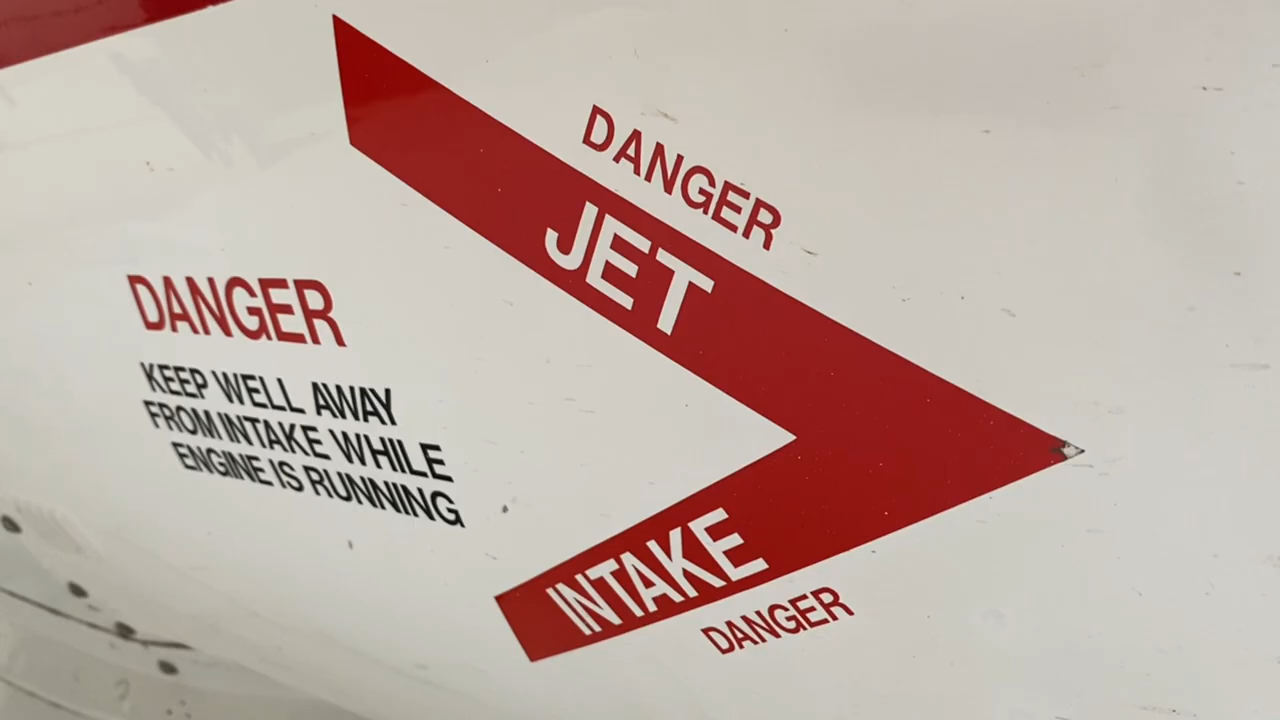 DANGER
JET
DANGER
KEEP WELL AWAY
FROM INTAKE WHILE
ENGINE IS RUNNING
INTAKE
DANGER